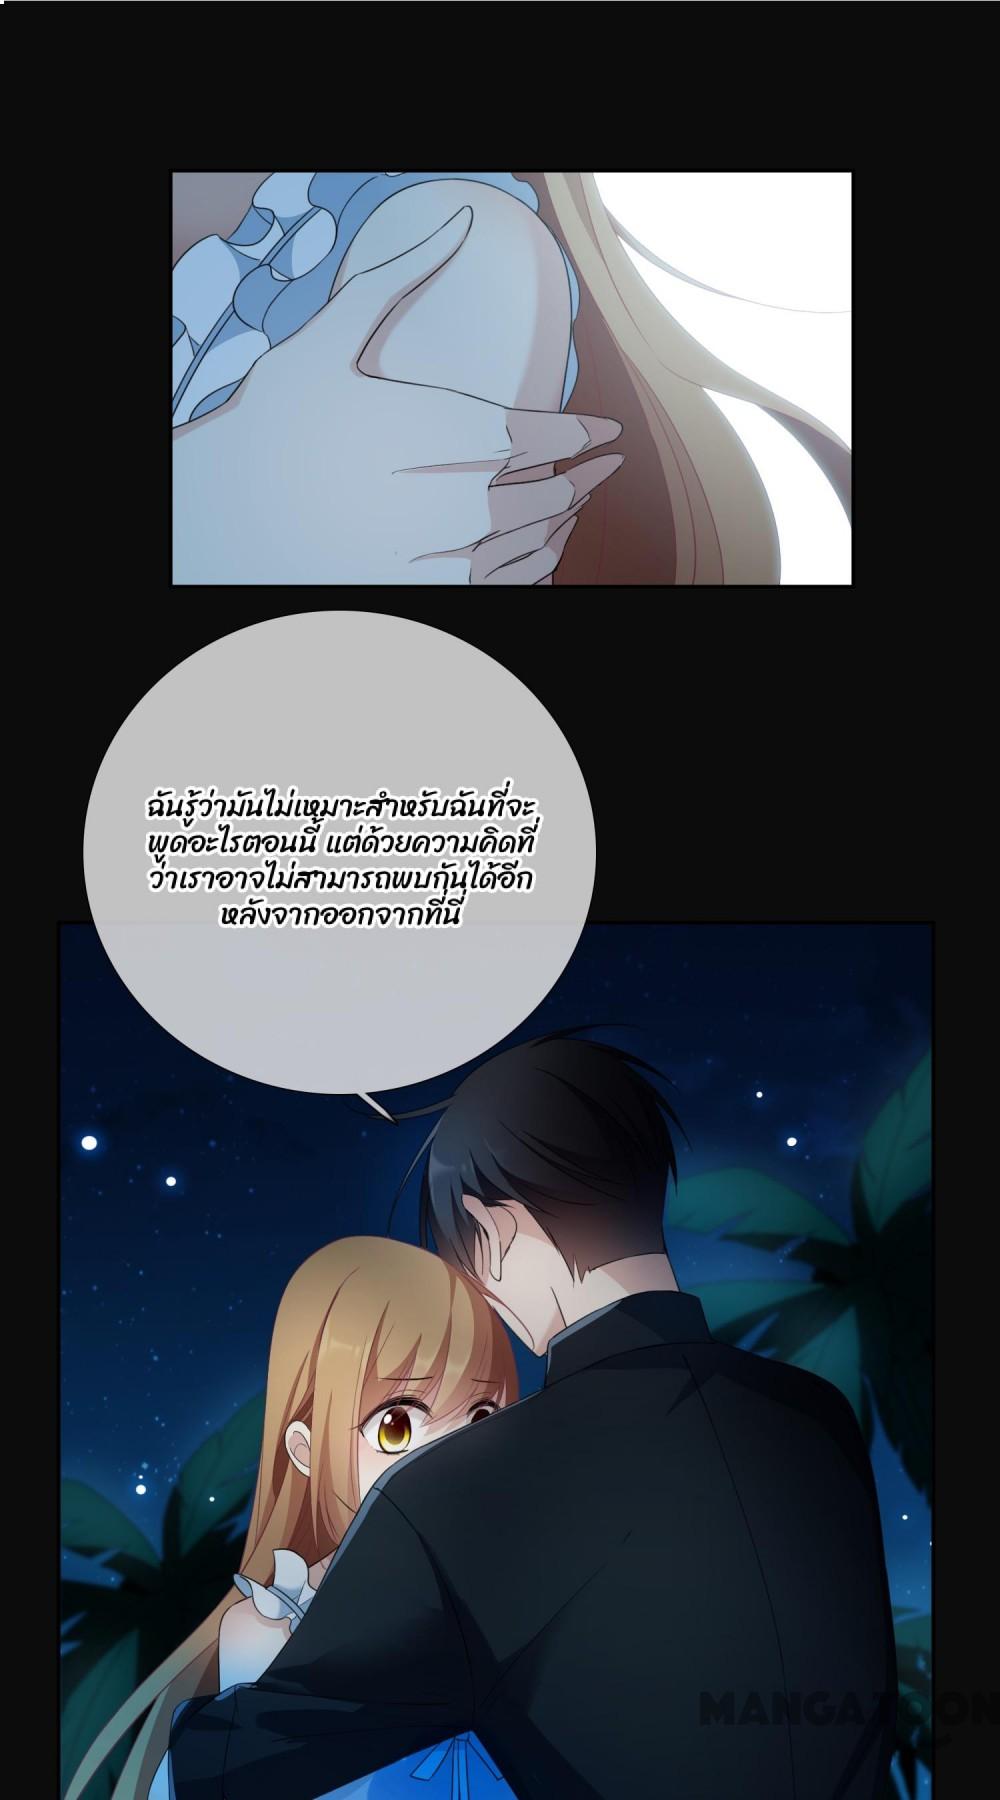 ฉันรู้ว่ามันไม่เหมาะสำหรับฉันที่จะ
พูดอะไรตอนนี้ แต่ด้วยความคิดที่
ว่าเราอาจไม่สามารถพบกันได้อีก
หลังจากออกจากที่นี่
MANGATOON